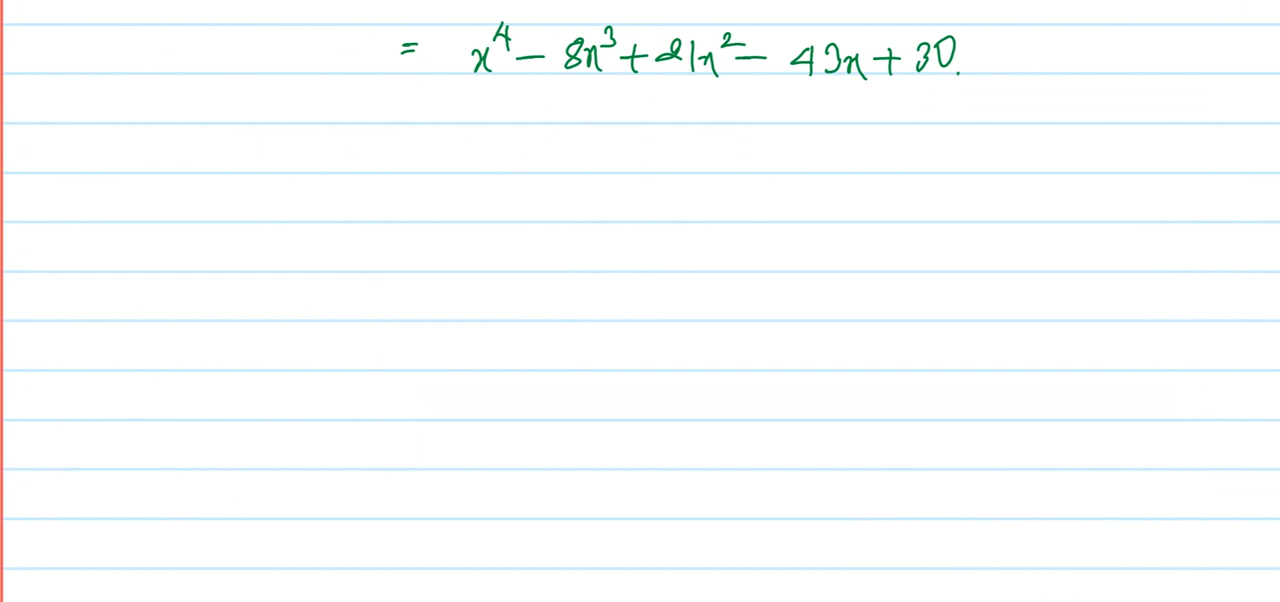 = x⁴ - 8x³ + 21x² - 43x + 30.